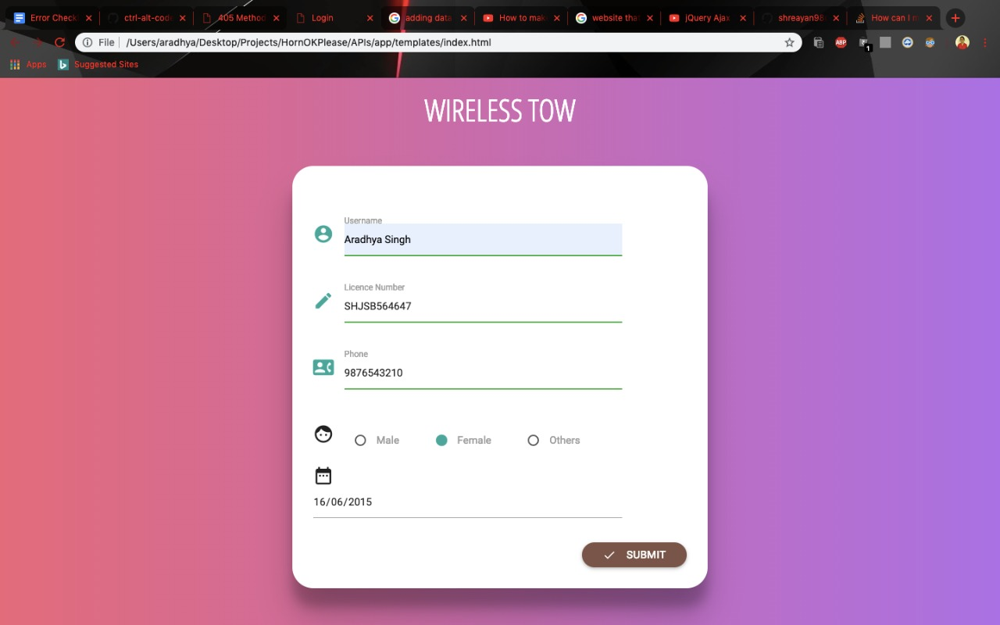 Error Check
ctrl-alt-code
405 Method
Login
adding data
How to mak
website tha
jQuery Ajax
shreayan98
How can I
File
/Users/aradhya/Desktop/Projects/HornOKPlease/APIs/app/templates/index.html
ABP
1
Apps
Suggested Sites
WIRELESS TOW
Username
Aradhya Singh
Licence Number
SHJSB564647
Phone
9876543210
Male Female Others
16/06/2015
SUBMIT